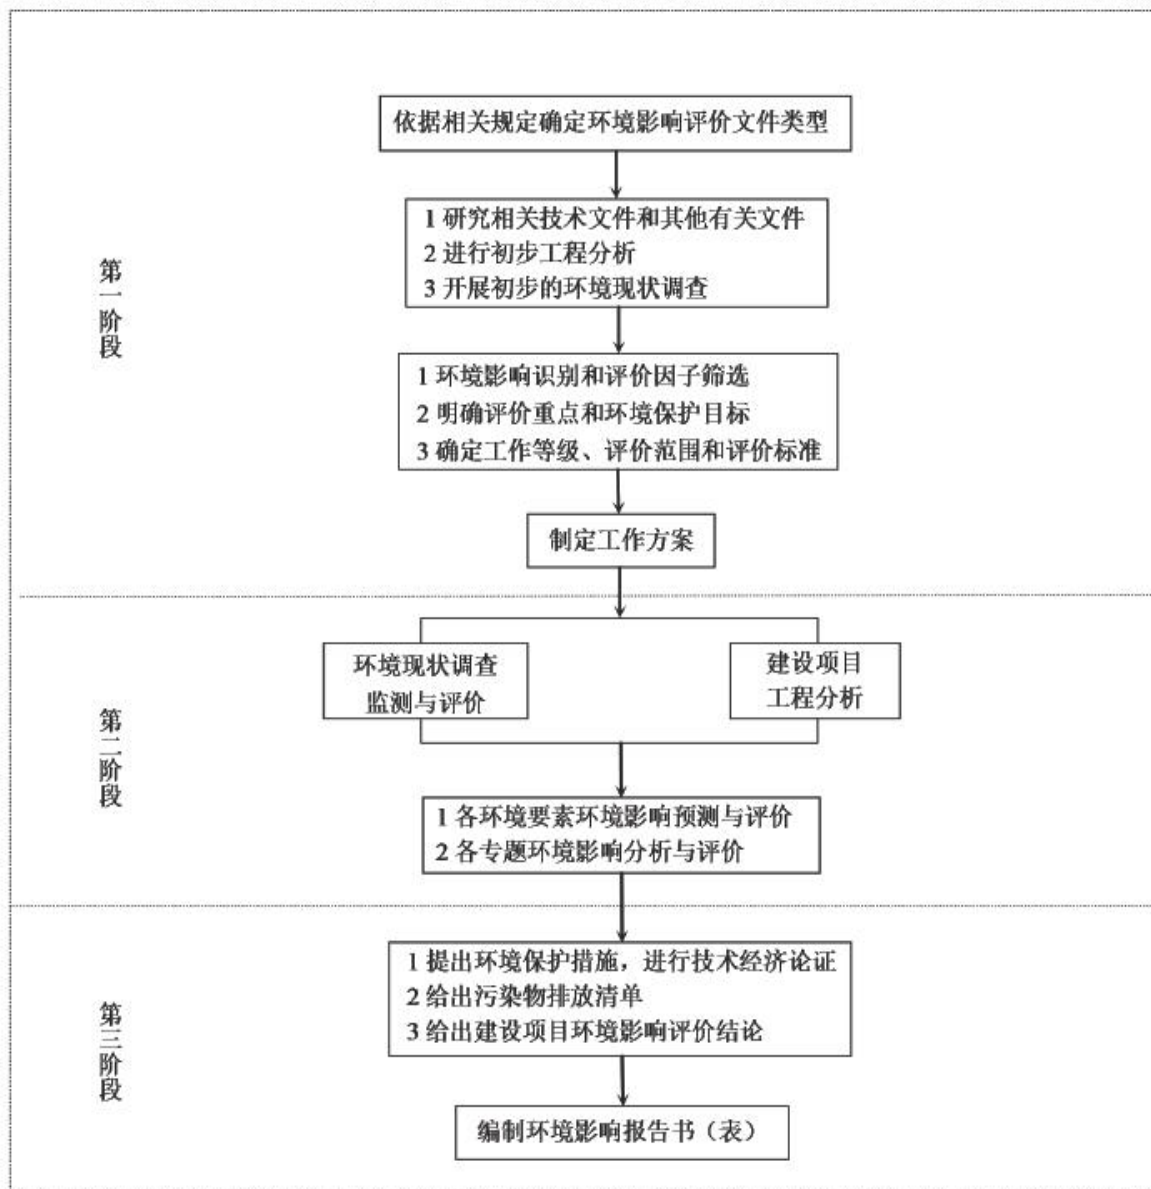 依据相关规定确定环境影响评价文件类型
1 研究相关技术文件和其他有关文件
2 进行初步工程分析
3 开展初步的环境现状调查
第一阶段
1 环境影响识别和评价因子筛选
2 明确评价重点和环境保护目标
3 确定工作等级、评价范围和评价标准
制定工作方案
环境现状调查
监测与评价
建设项目
工程分析
第二阶段
1 各环境要素环境影响预测与评价
2 各专题环境影响分析与评价
1 提出环境保护措施，进行技术经济论证
2 给出污染物排放清单
3 给出建设项目环境影响评价结论
第三阶段
编制环境影响报告书（表）